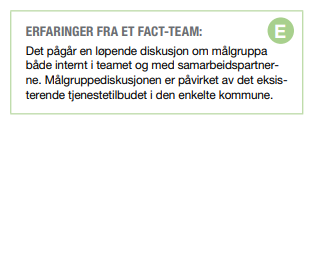 ERFARINGER FRA ET FACT-TEAM:
E
Det pågår en løpende diskusjon om målgruppa
både internt i teamet og med samarbeidspartner-
ne. Målgruppediskusjonen er påvirket av det eksis-
terende tjenestetilbudet i den enkelte kommune.